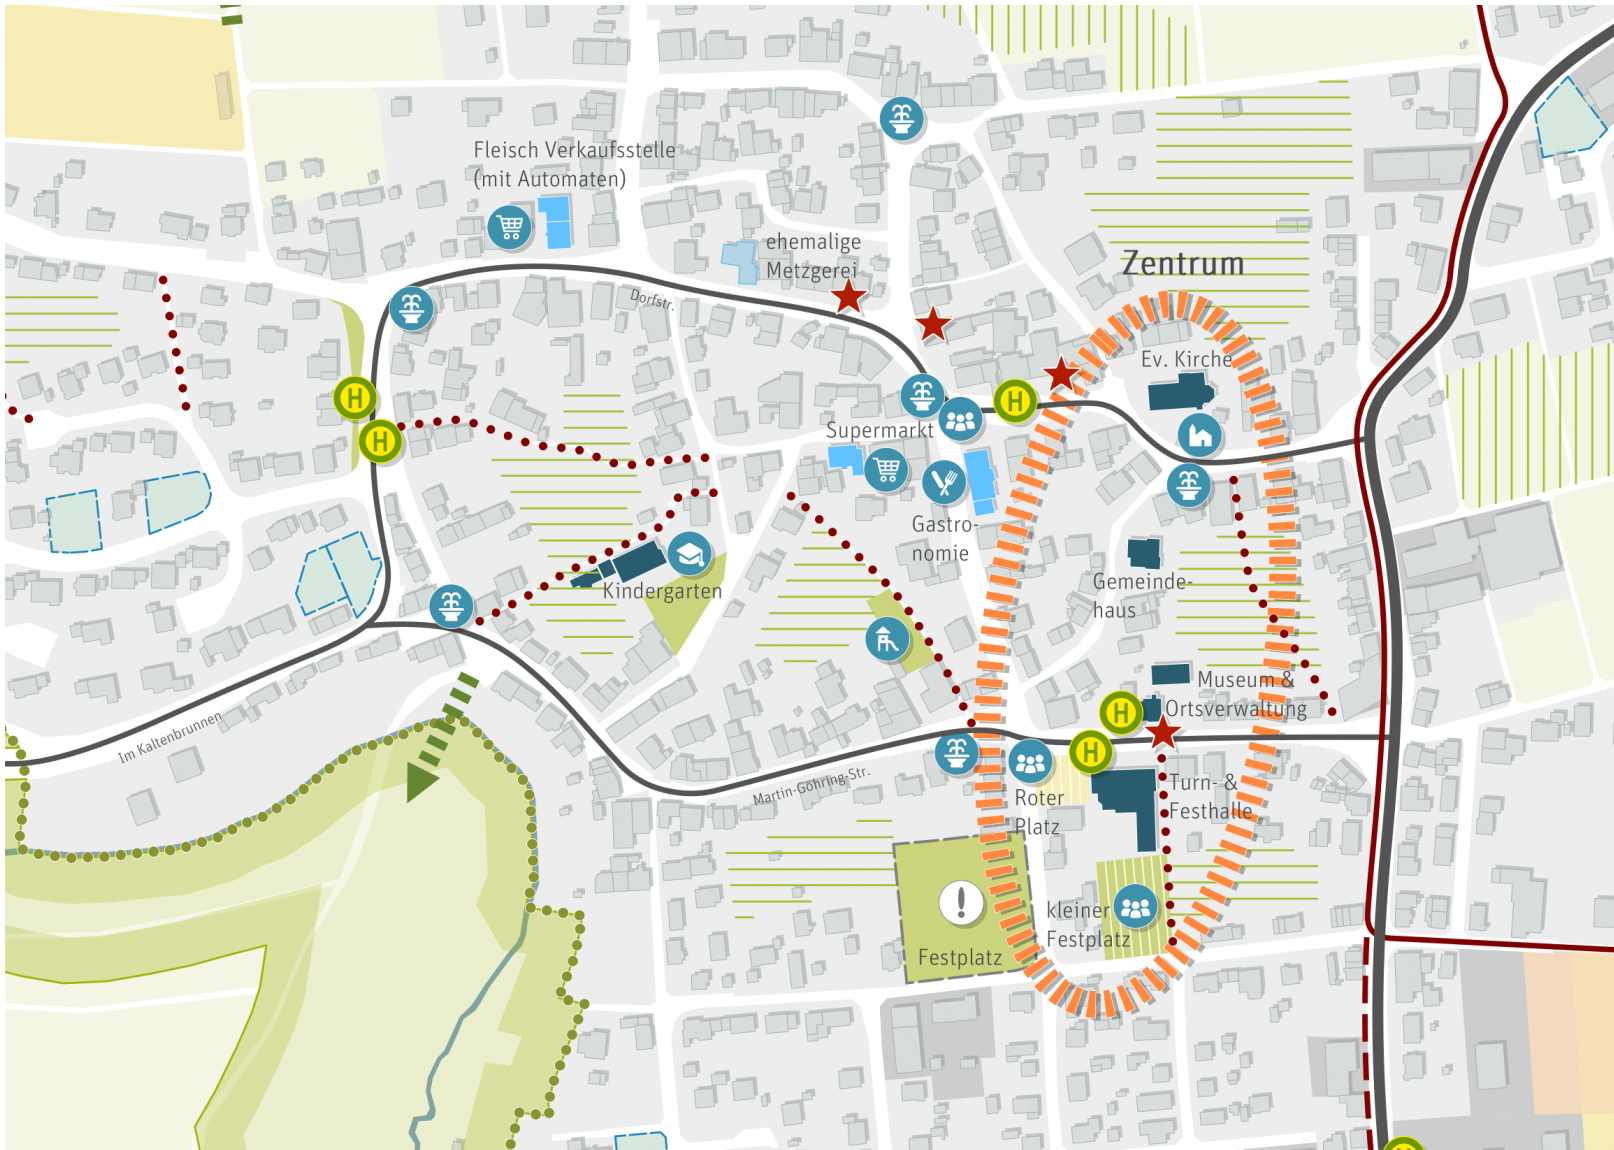 Fleisch Verkaufsstelle
(mit Automaten)
ehemalige
Metzgerei
Zentrum
Dorfstr.
Ev. Kirche
H
H
H
Supermarkt
Gastro-
nomie
Kindergarten
Gemeinde-
haus
Museum &
Ortsverwaltung
H
H
Im Kaltenbrunnen
Martin-Göhring-Str.
Roter
Platz
Turn- &
Festhalle
!
kleiner
Festplatz
Festplatz